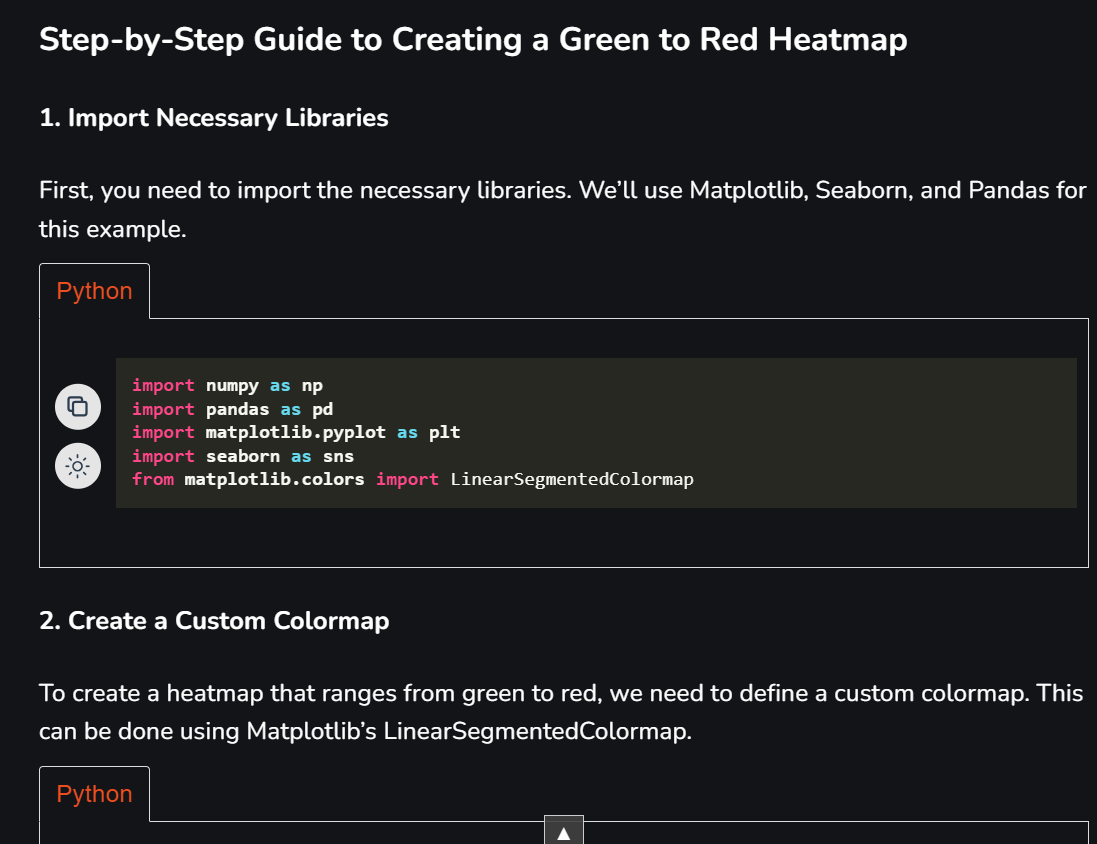 Step-by-Step Guide to Creating a Green to Red Heatmap
1. Import Necessary Libraries
First, you need to import the necessary libraries. We’ll use Matplotlib, Seaborn, and Pandas for
this example.
Python
import numpy as np
import pandas as pd
import matplotlib.pyplot as plt
import seaborn as sns
from matplotlib.colors import LinearSegmentedColormap
2. Create a Custom Colormap
To create a heatmap that ranges from green to red, we need to define a custom colormap. This
can be done using Matplotlib’s LinearSegmentedColormap.
Python